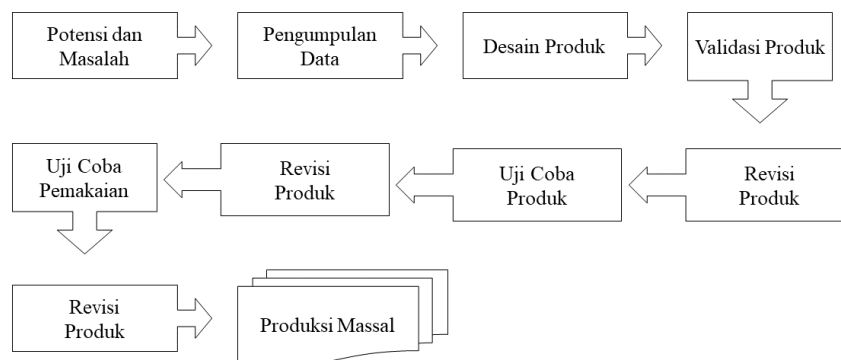 Potensi dan
Masalah
Pengumpulan
Data
Desain Produk
Validasi Produk
Revisi
Produk
Uji Coba
Produk
Revisi
Produk
Uji Coba
Pemakaian
Revisi
Produk
Produksi Massal